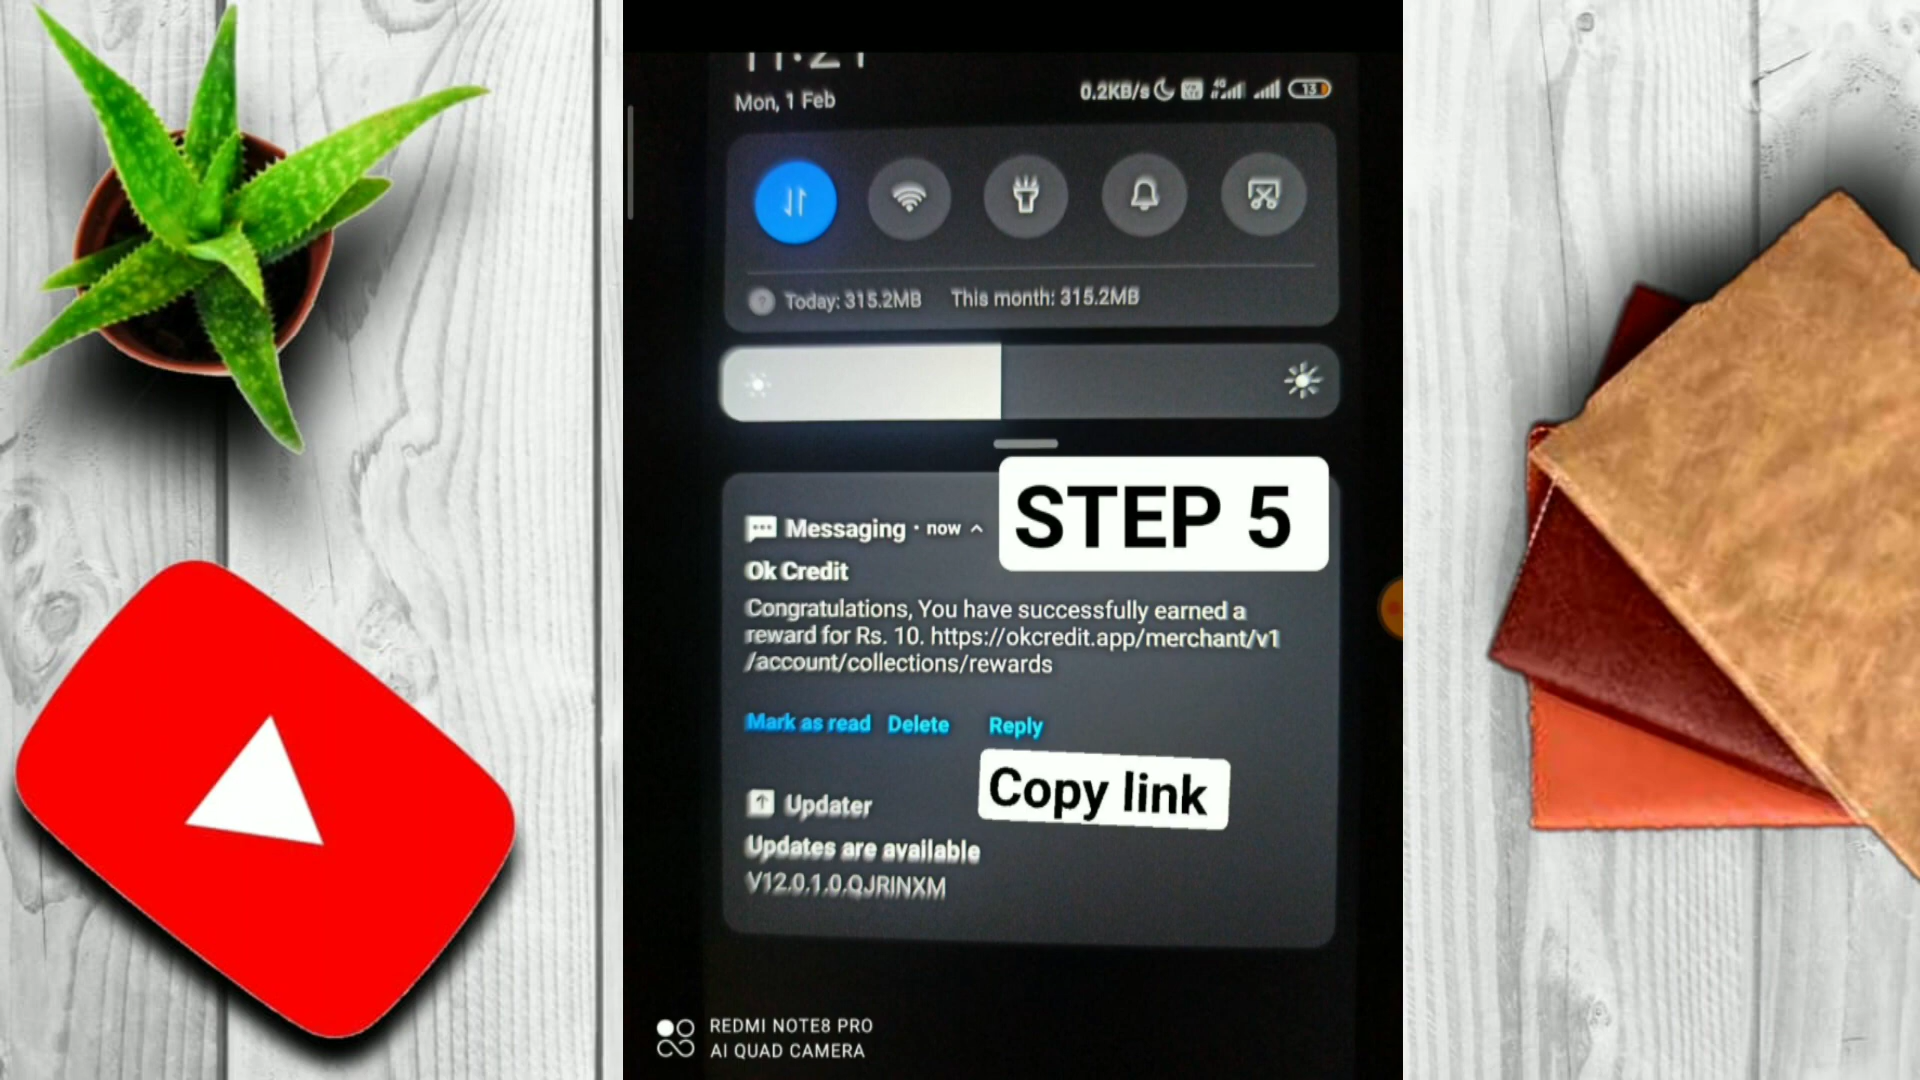 Mon, 1 Feb
0.2KB/s 4G 13
Today: 315.2MB This month: 315.2MB
STEP 5
Messaging · now
Ok Credit
Congratulations, You have successfully earned a
reward for Rs. 10. https://okcredit.app/merchant/v1
/account/collections/rewards
Mark as read Delete Reply
Copy link
Updater
Updates are available
V12.0.1.0.QJRINXM
REDMI NOTE8 PRO
AI QUAD CAMERA